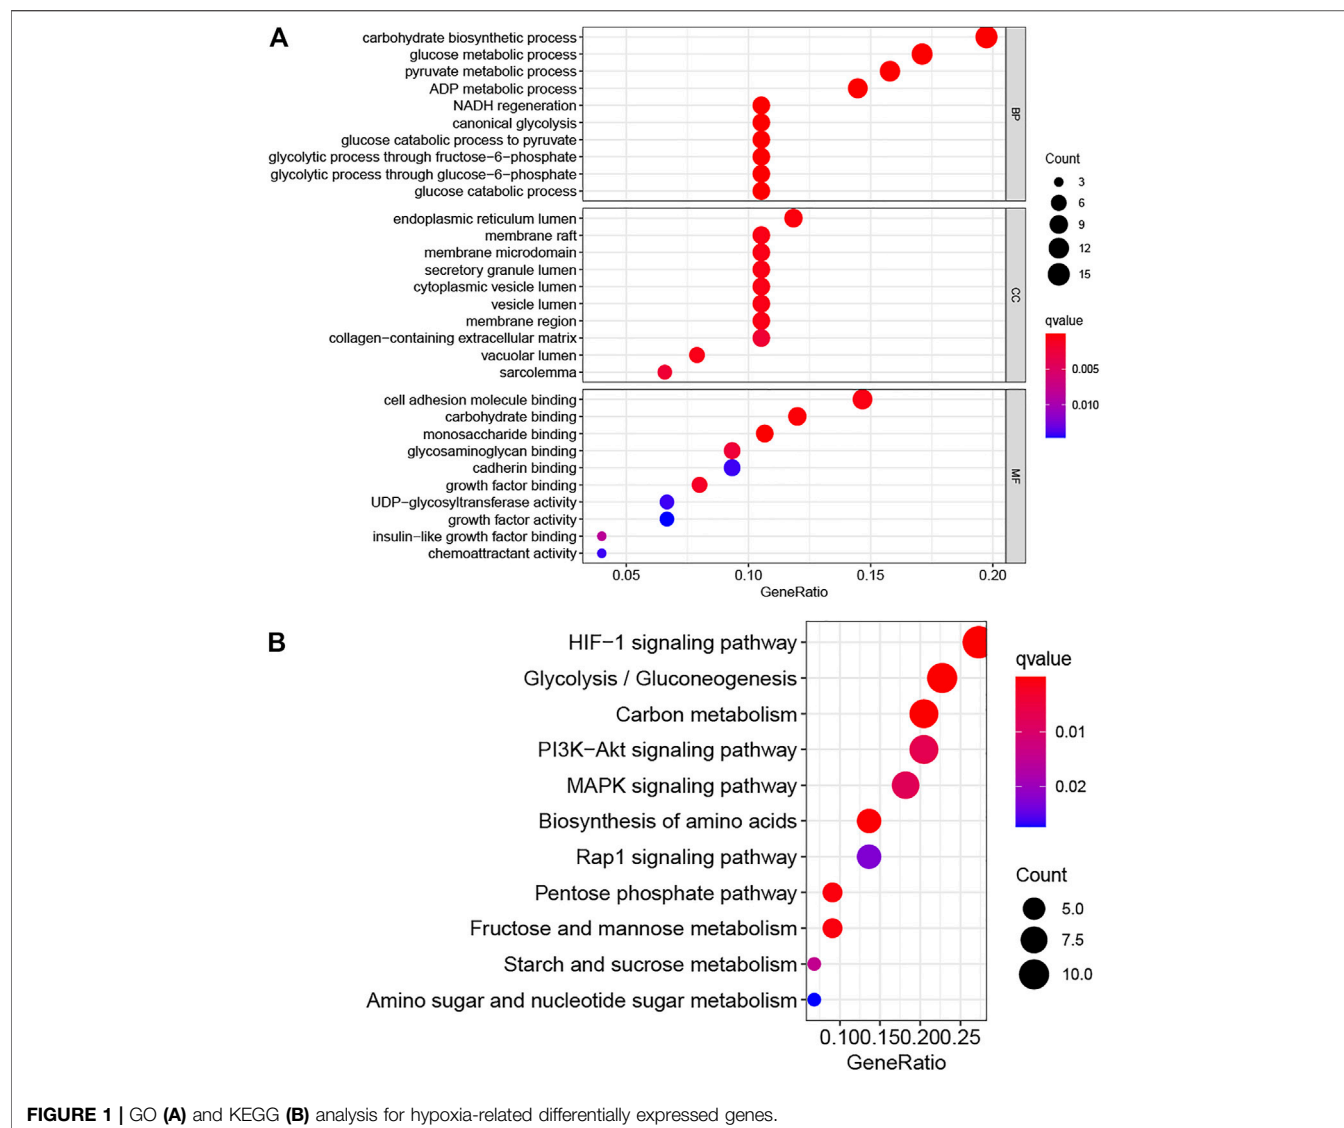 A
carbohydrate biosynthetic process
glucose metabolic process
pyruvate metabolic process
ADP metabolic process
NADH regeneration
canonical glycolysis
glucose catabolic process to pyruvate
glycolytic process through fructose−6−phosphate
glycolytic process through glucose−6−phosphate
glucose catabolic process
BP
endoplasmic reticulum lumen
membrane raft
membrane microdomain
secretory granule lumen
cytoplasmic vesicle lumen
vesicle lumen
membrane region
collagen−containing extracellular matrix
vacuolar lumen
sarcolemma
CC
cell adhesion molecule binding
carbohydrate binding
monosaccharide binding
glycosaminoglycan binding
cadherin binding
growth factor binding
UDP−glycosyltransferase activity
growth factor activity
insulin−like growth factor binding
chemoattractant activity
MF
0.05 0.10 0.15 0.20
GeneRatio
Count
3
6
9
12
15
qvalue
0.005
0.010
B
HIF−1 signaling pathway
Glycolysis / Gluconeogenesis
Carbon metabolism
PI3K−Akt signaling pathway
MAPK signaling pathway
Biosynthesis of amino acids
Rap1 signaling pathway
Pentose phosphate pathway
Fructose and mannose metabolism
Starch and sucrose metabolism
Amino sugar and nucleotide sugar metabolism
0.10 0.15 0.20 0.25
GeneRatio
qvalue
0.01
0.02
Count
5.0
7.5
10.0
FIGURE 1 | GO (A) and KEGG (B) analysis for hypoxia-related differentially expressed genes.